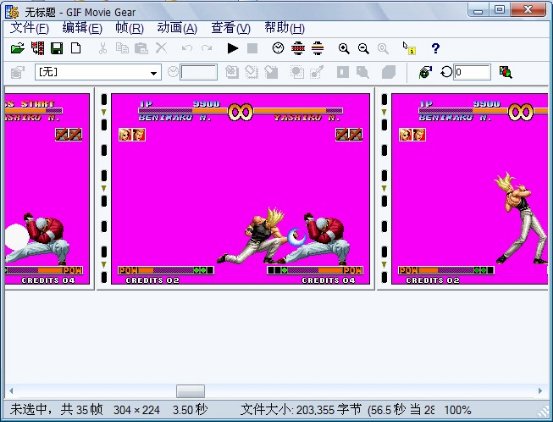 无标题 - GIF Movie Gear
文件(F) 编辑(E) 帧(R) 动画(A) 查看(V) 帮助(H)
[无] 0
SS START 1P 9900 1P 9900
ASHIRO N. BENIMARU N. YASHIRO N. BENIMARU N.
POW POW POW POW
CREDITS 04 CREDITS 02 CREDITS 04 CREDITS 02
未选中，共 35 帧 304 × 224 3.50 秒 文件大小: 203,355 字节 (56.5 秒 当 28 100%